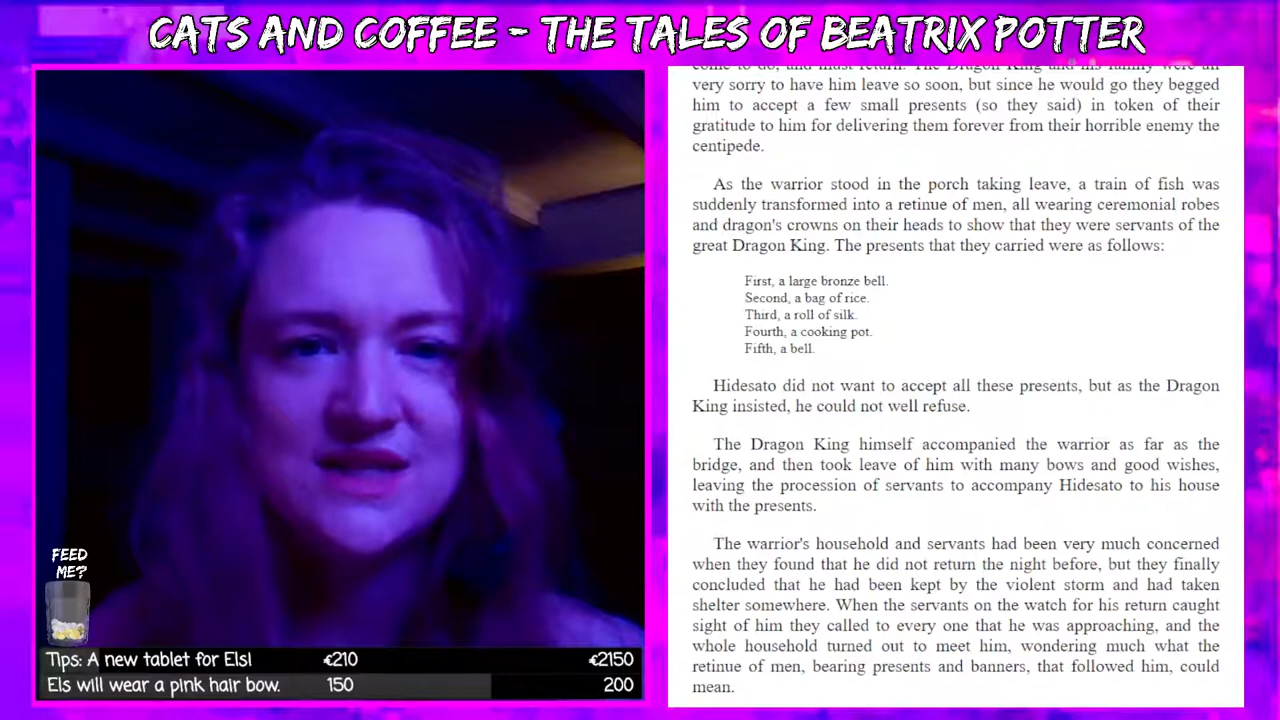 CATS AND COFFEE - THE TALES OF BEATRIX POTTER
come to do, and must return. The Dragon King and his family were all
very sorry to have him leave so soon, but since he would go they begged
him to accept a few small presents (so they said) in token of their
gratitude to him for delivering them forever from their horrible enemy the
centipede.
As the warrior stood in the porch taking leave, a train of fish was
suddenly transformed into a retinue of men, all wearing ceremonial robes
and dragon's crowns on their heads to show that they were servants of the
great Dragon King. The presents that they carried were as follows:
First, a large bronze bell.
Second, a bag of rice.
Third, a roll of silk.
Fourth, a cooking pot.
Fifth, a bell.
Hidesato did not want to accept all these presents, but as the Dragon
King insisted, he could not well refuse.
The Dragon King himself accompanied the warrior as far as the
bridge, and then took leave of him with many bows and good wishes,
leaving the procession of servants to accompany Hidesato to his house
with the presents.
The warrior's household and servants had been very much concerned
when they found that he did not return the night before, but they finally
concluded that he had been kept by the violent storm and had taken
shelter somewhere. When the servants on the watch for his return caught
sight of him they called to every one that he was approaching, and the
whole household turned out to meet him, wondering much what the
retinue of men, bearing presents and banners, that followed him, could
mean.
FEED
ME?
Tips: A new tablet for Els! €210 €2150
Els will wear a pink hair bow. 150 200